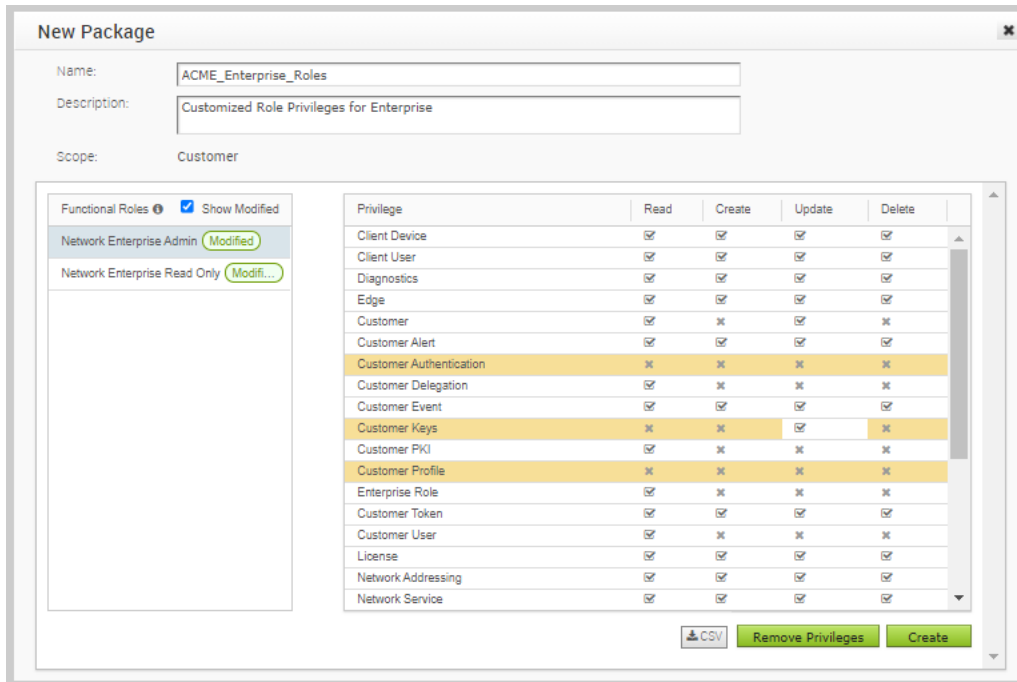 New Package
Name: ACME_Enterprise_Roles
Description: Customized Role Privileges for Enterprise
Scope: Customer
Functional Roles Show Modified
Network Enterprise Admin Modified
Network Enterprise Read Only Modifi...
Privilege Read Create Update Delete
Client Device
Client User
Diagnostics
Edge
Customer
Customer Alert
Customer Authentication
Customer Delegation
Customer Event
Customer Keys
Customer PKI
Customer Profile
Enterprise Role
Customer Token
Customer User
License
Network Addressing
Network Service
CSV Remove Privileges Create